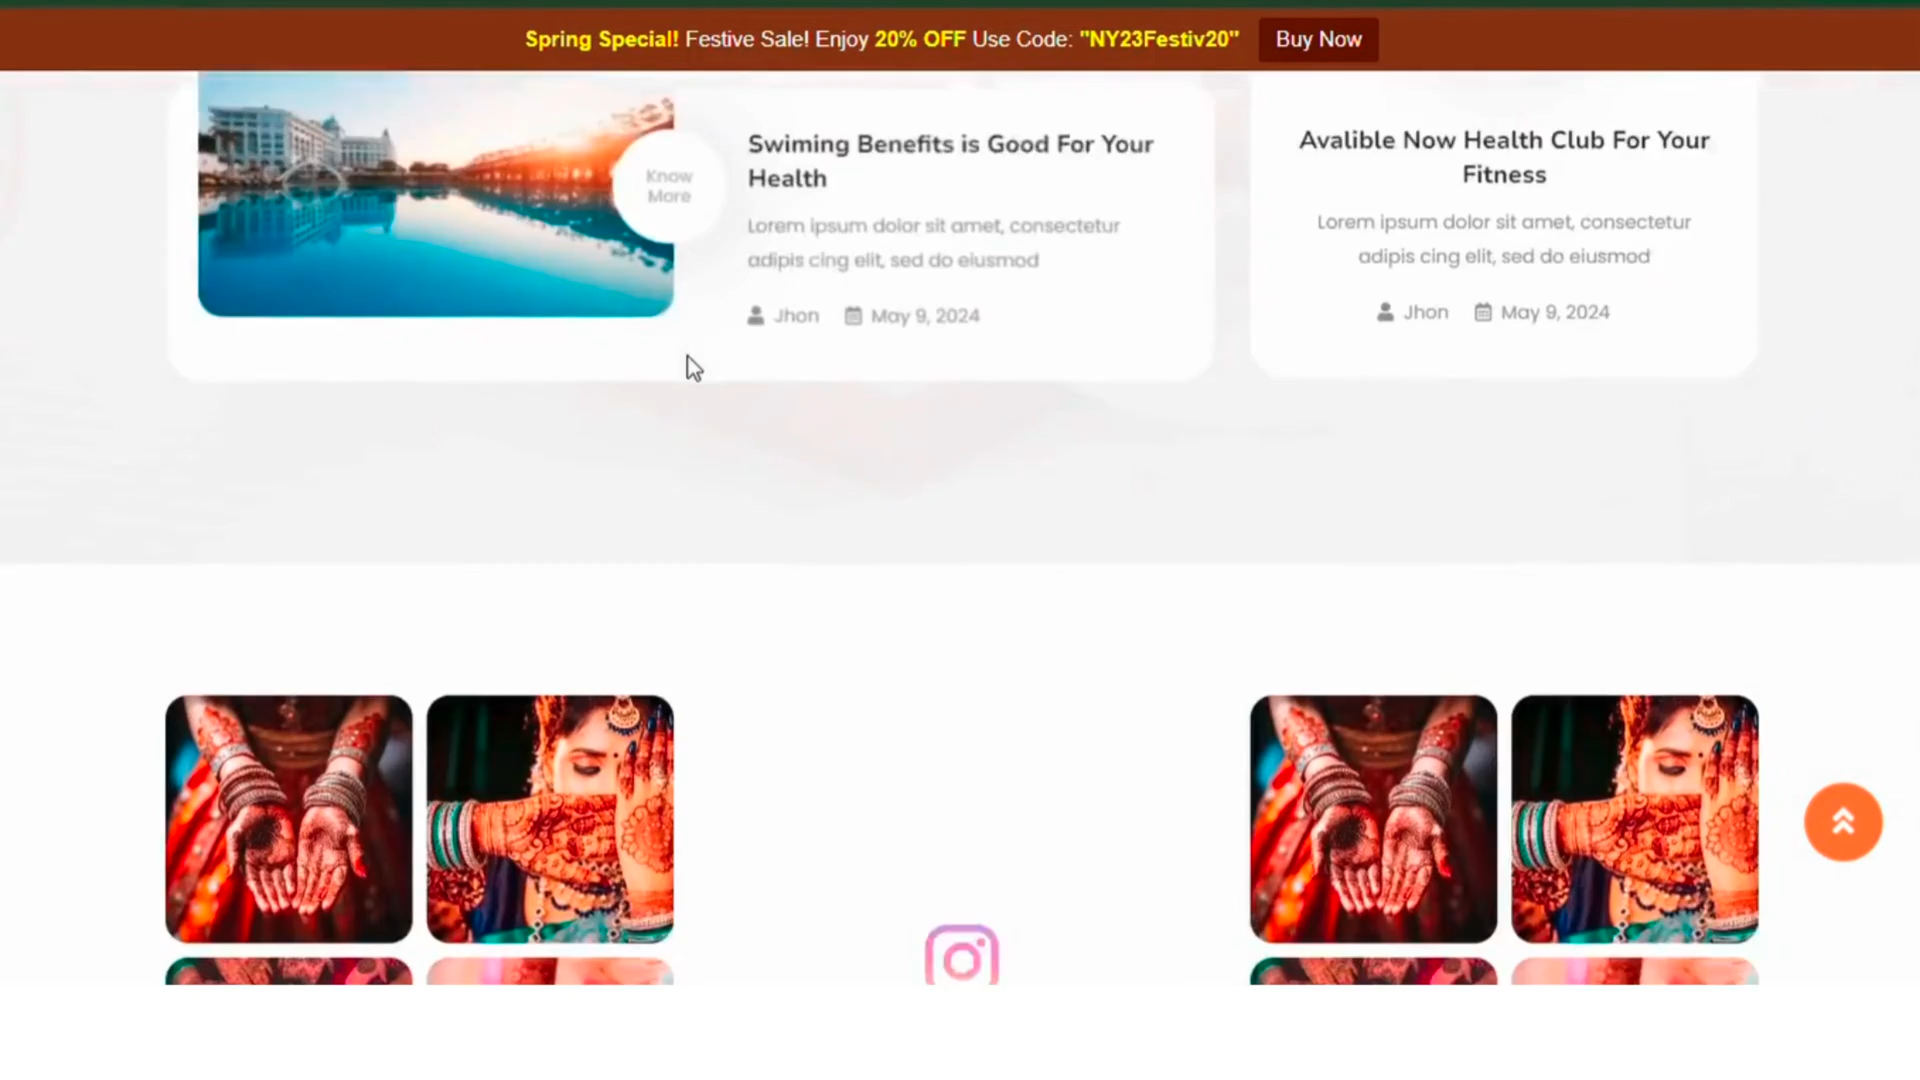 Spring Special! Festive Sale! Enjoy 20% OFF Use Code: "NY23Festiv20" Buy Now
Know
More
Swiming Benefits is Good For Your
Health
Lorem ipsum dolor sit amet, consectetur
adipis cing elit, sed do eiusmod
Jhon May 9, 2024
Avalible Now Health Club For Your
Fitness
Lorem ipsum dolor sit amet, consectetur
adipis cing elit, sed do eiusmod
Jhon May 9, 2024